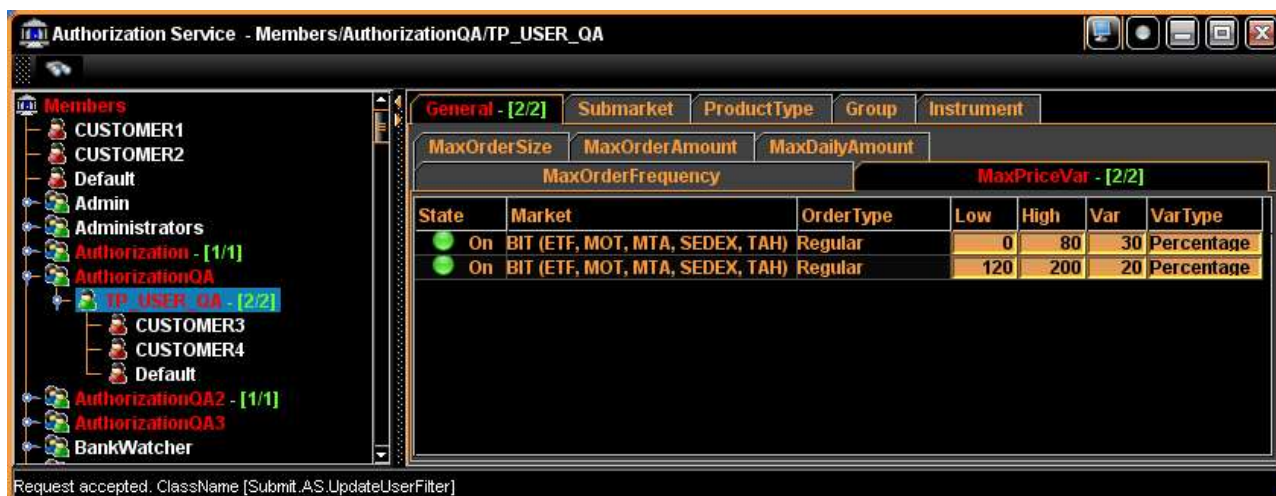 Authorization Service - Members/AuthorizationQA/TP_USER_QA
Members
CUSTOMER1
CUSTOMER2
Default
Admin
Administrators
Authorization - [1/1]
AuthorizationQA
TP_USER_QA - [2/2]
CUSTOMER3
CUSTOMER4
Default
AuthorizationQA2 - [1/1]
AuthorizationQA3
BankWatcher
General - [2/2] Submarket ProductType Group Instrument
MaxOrderSize MaxOrderAmount MaxDailyAmount
MaxOrderFrequency MaxPriceVar - [2/2]
State Market OrderType Low High Var VarType
On BIT (ETF, MOT, MTA, SEDEX, TAH) Regular 0 80 30 Percentage
On BIT (ETF, MOT, MTA, SEDEX, TAH) Regular 120 200 20 Percentage
Request accepted. ClassName [Submit.AS.UpdateUserFilter]